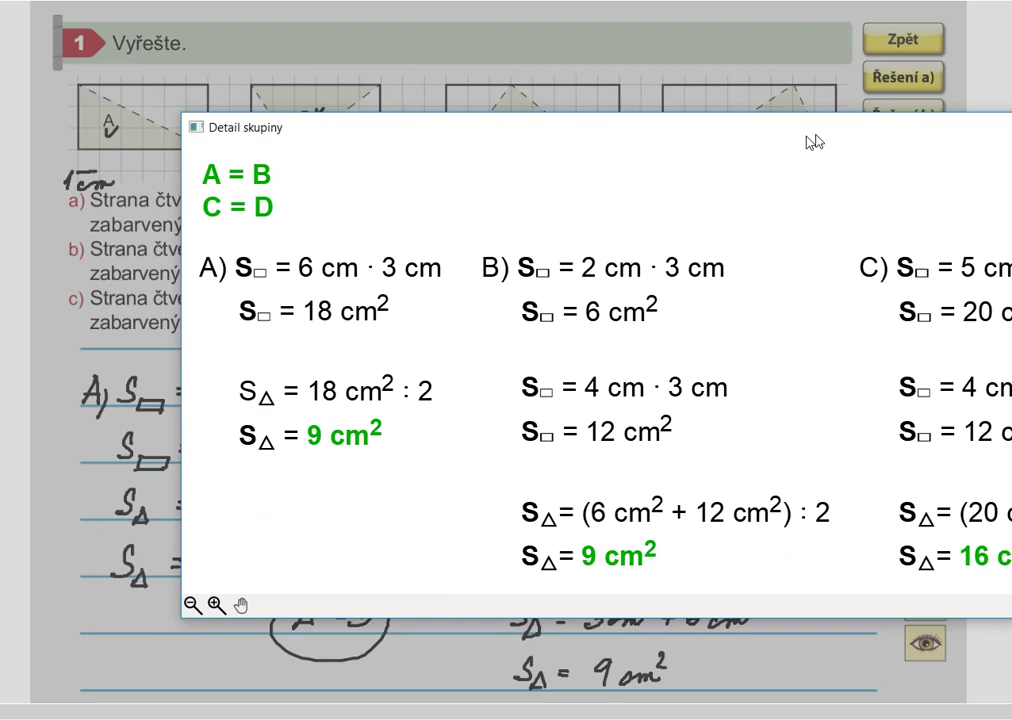 1 Vyřešte.
Zpět
Řešení a)
A
1 cm
Detail skupiny
A = B
C = D
a) Strana čtv
zabarvený
b) Strana čtv
zabarvený
c) Strana čtv
zabarvený
A) S▭ = 6 cm · 3 cm
S▭ = 18 cm²
S△ = 18 cm² : 2
S△ = 9 cm²
B) S▭ = 2 cm · 3 cm
S▭ = 6 cm²
S▭ = 4 cm · 3 cm
S▭ = 12 cm²
S△= (6 cm² + 12 cm²) : 2
S△= 9 cm²
C) S▭ = 5 cm
S▭ = 20 c
S▭ = 4 cm
S▭ = 12 c
S△= (20 c
S△= 16 c
A) S▭ =
S▭
S△ =
S△ =
S△ = 3cm + 6 cm
S△ = 9 cm²